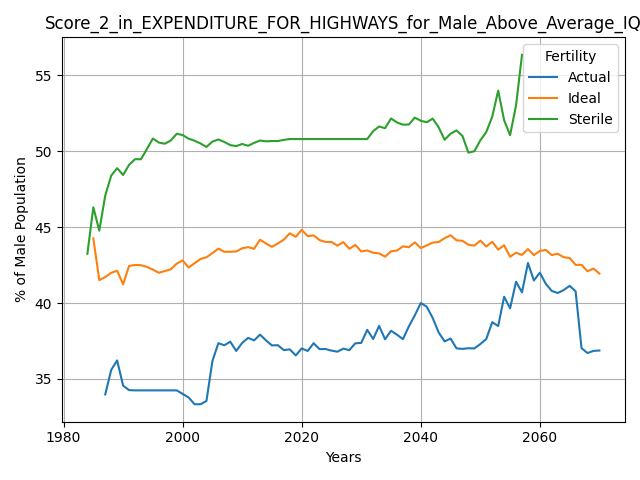 Score_2_in_EXPENDITURE_FOR_HIGHWAYS_for_Male_Above_Average_IQ
Fertility
Actual
Ideal
Sterile
% of Male Population
55
50
45
40
35
1980
2000
2020
2040
2060
Years